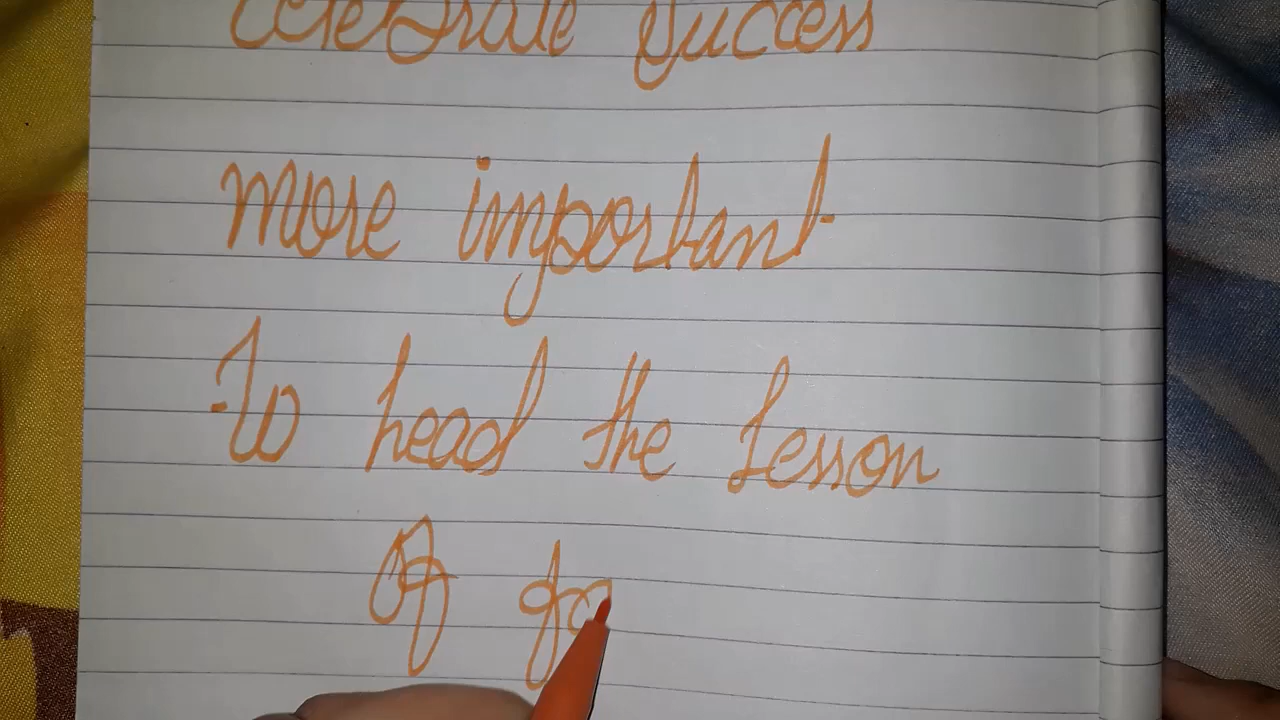 Celebrate Success
more important
To head the Lesson
Of fa